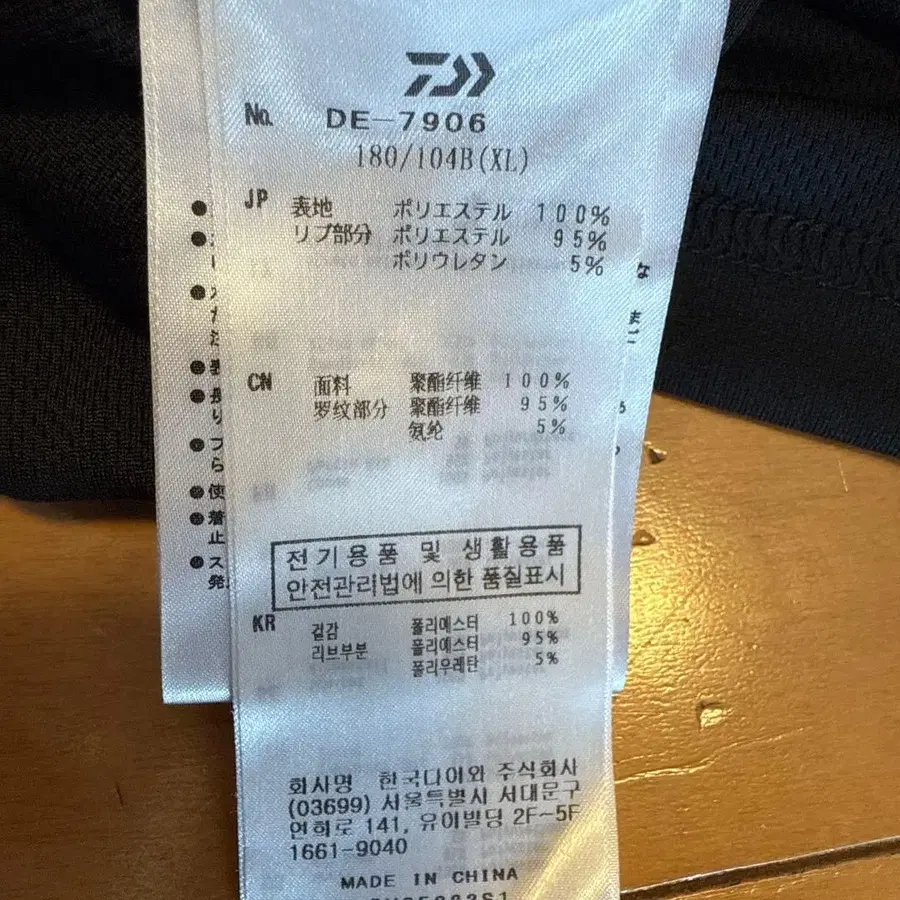 No. DE-7906
180/104B(XL)
JP 表地 ポリエステル 100%
リブ部分 ポリエステル 95%
ポリウレタン 5%
CN 面料 聚酯纤维 100%
罗纹部分 聚酯纤维 95%
氨纶 5%
전기용품 및 생활용품
안전관리법에 의한 품질표시
KR 겉감 폴리에스터 100%
리브부분 폴리에스터 95%
폴리우레탄 5%
회사명 한국다이와 주식회사
(03699) 서울특별시 서대문구
연희로 141, 유이빌딩 2F~5F
1661-9040
MADE IN CHINA